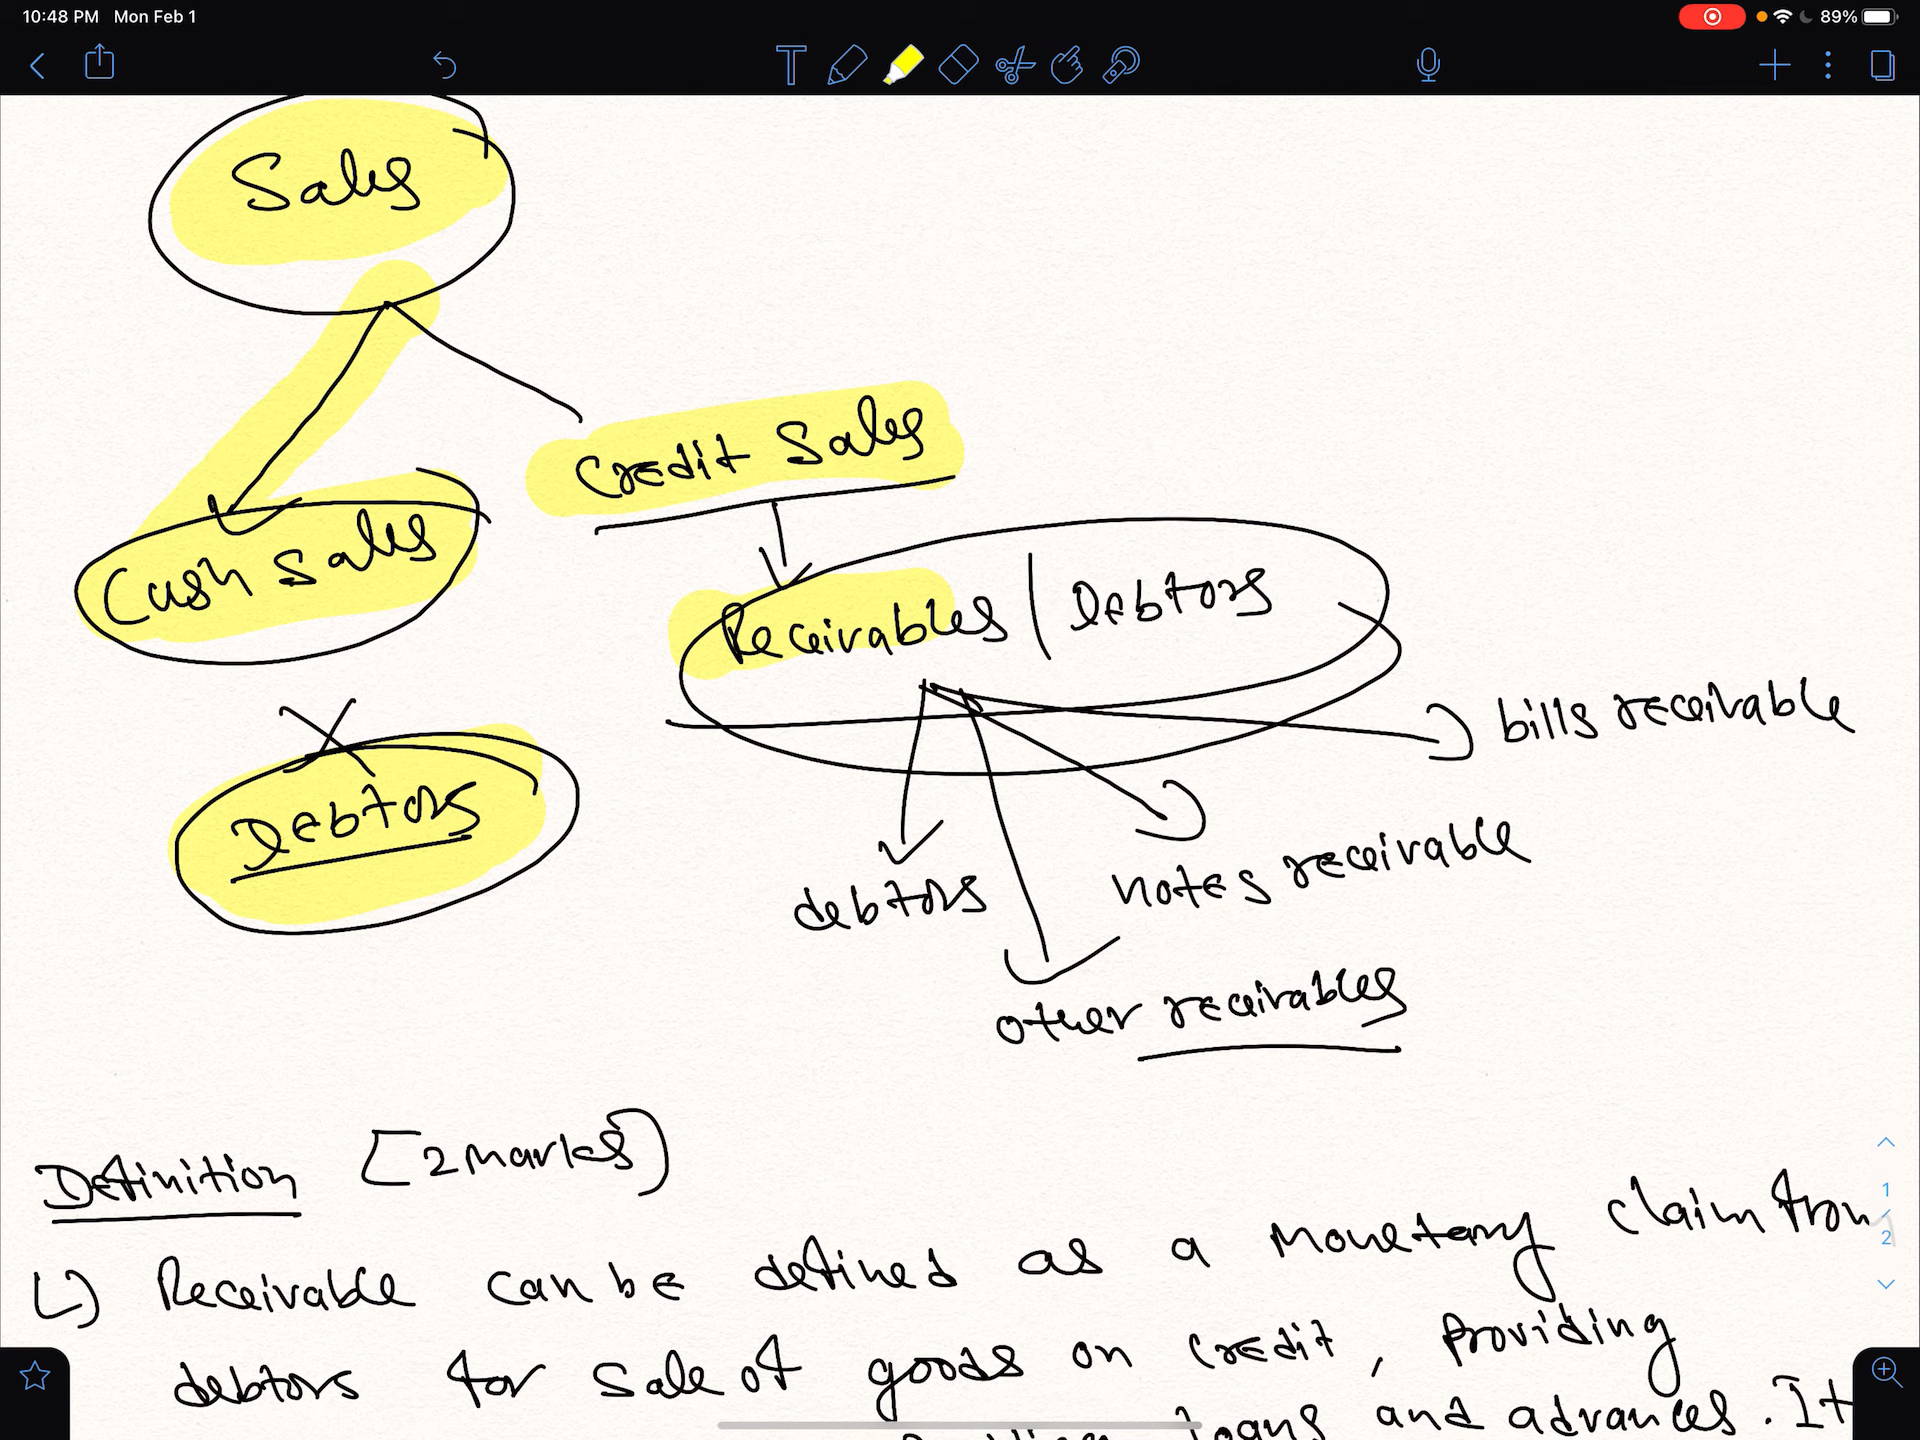 10:48 PM Mon Feb 1
89%
Sales
Credit Sales
Cash Sales
Receivables | Debtors
bills receivable
Debtors
debtors
notes receivable
other receivables
Definition [2 marks]
Receivable can be defined as a monetary claim from
debtors for sale of goods on credit, providing
loans and advances. It
1
2